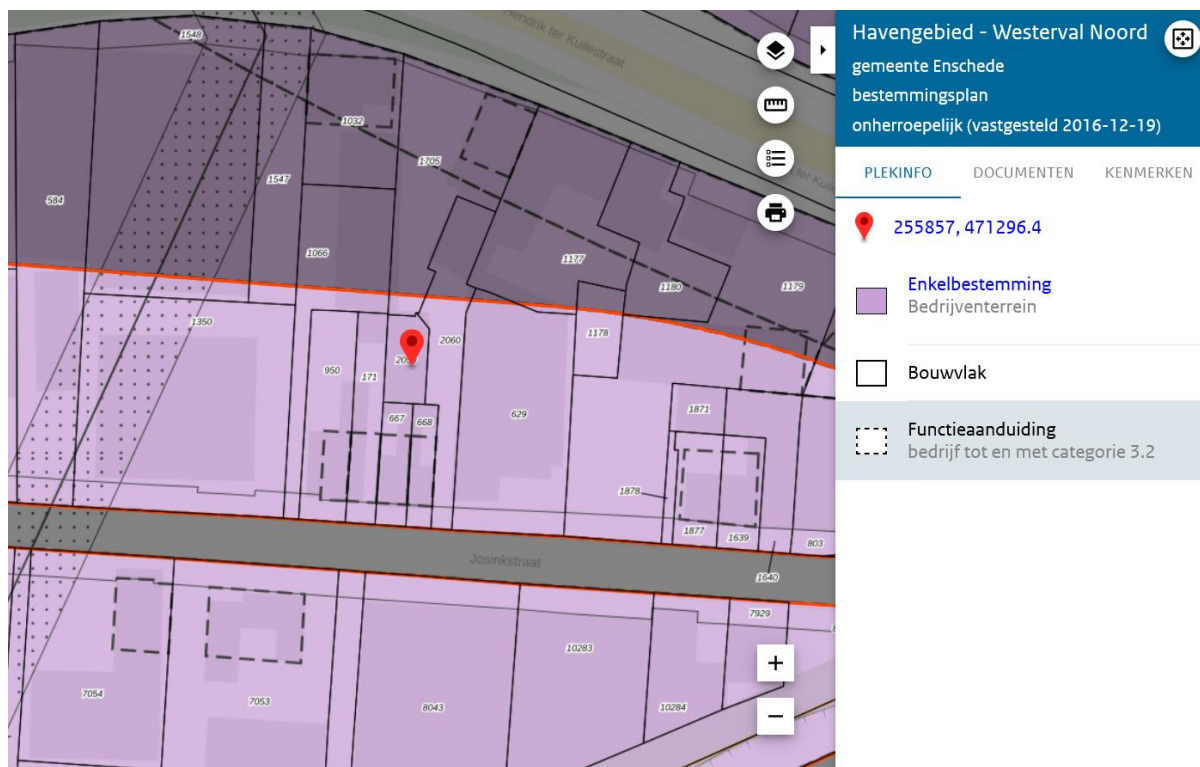 Havengebied - Westerval Noord
gemeente Enschede
bestemmingsplan
onherroepelijk (vastgesteld 2016-12-19)
PLEKINFO DOCUMENTEN KENMERKEN
255857, 471296.4
Enkelbestemming
Bedrijventerrein
Bouwvlak
Functieaanduiding
bedrijf tot en met categorie 3.2
Hendrik ter Kuilestraat
1548
1032
1705
1547
584
1066
1177
1180
1179
1350
2060
1178
950
171
667
668
629
1871
1878
1877
1639
803
Josinkstraat
1640
7929
10283
7054
7053
8043
10284
+
−